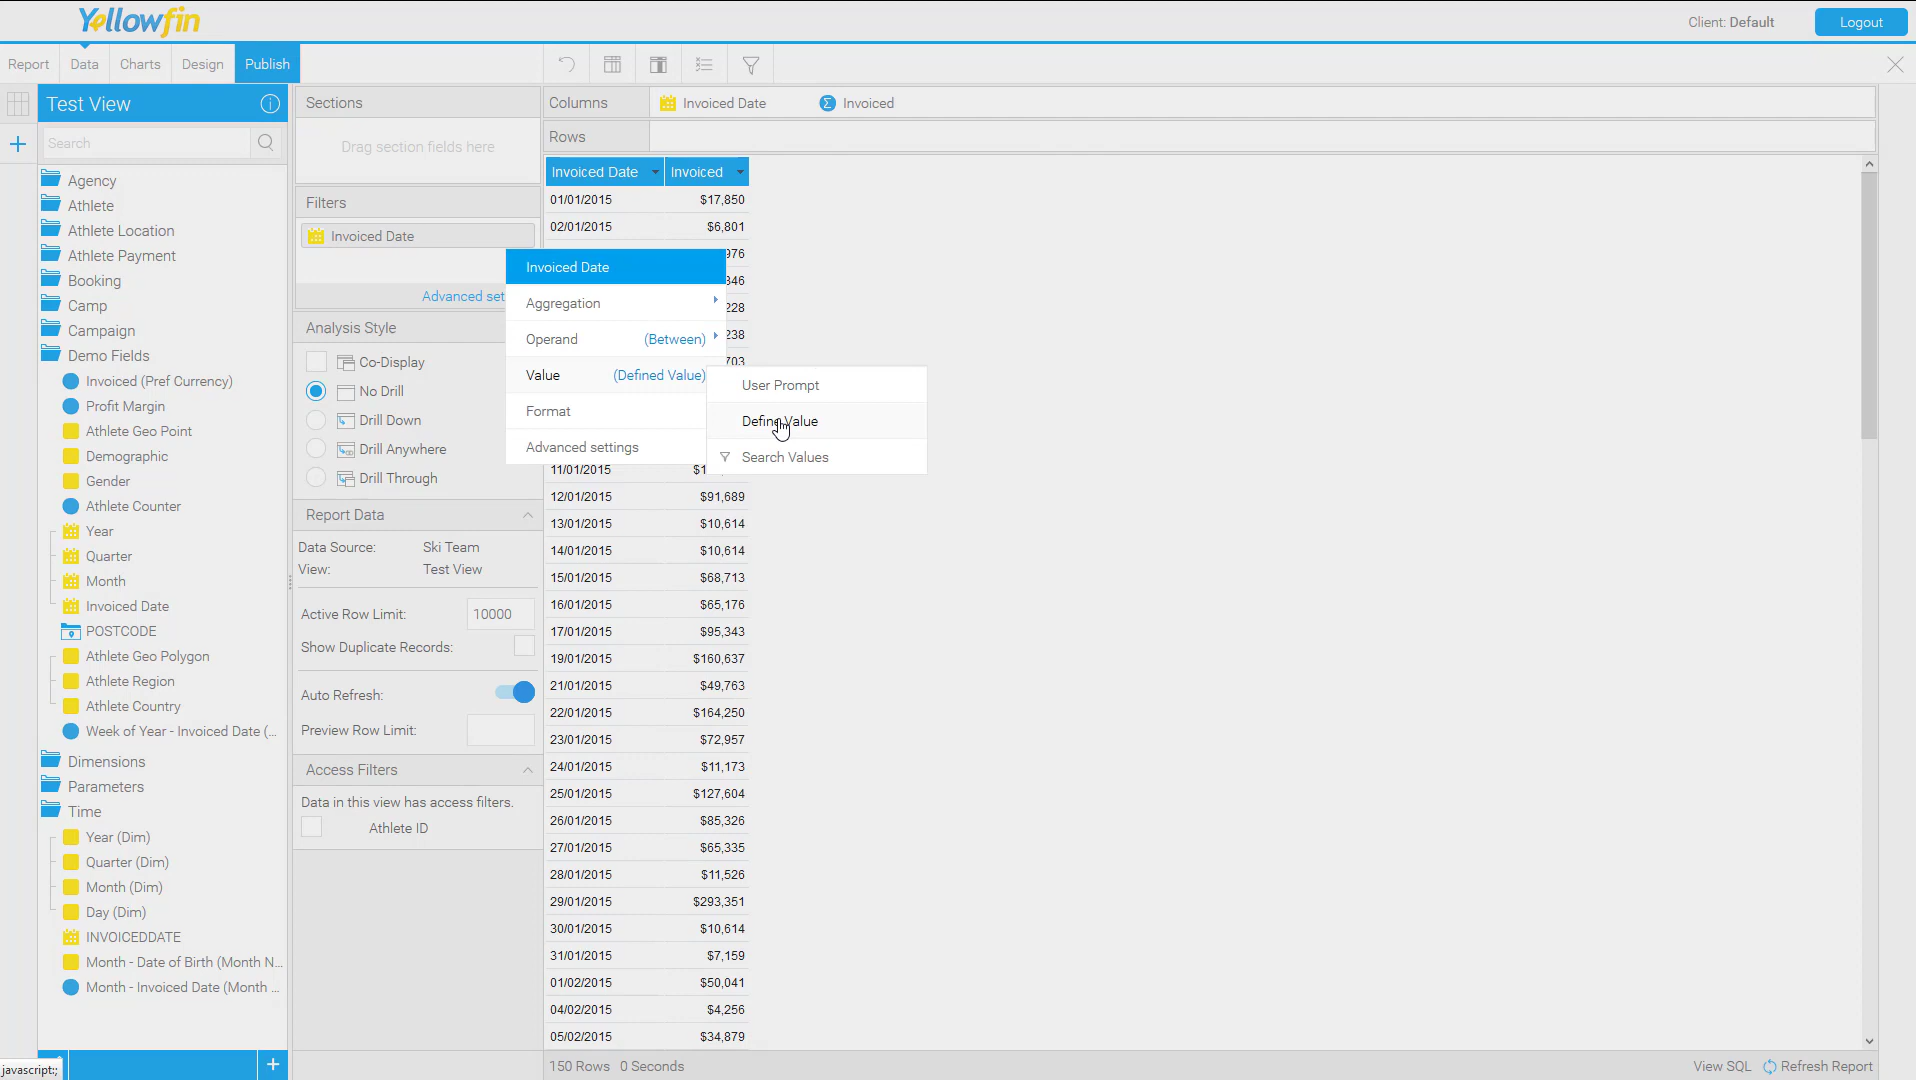 Yellowfin
Client: Default
Logout
Report
Data
Charts
Design
Publish
Test View
Search
Agency
Athlete
Athlete Location
Athlete Payment
Booking
Camp
Campaign
Demo Fields
Invoiced (Pref Currency)
Profit Margin
Athlete Geo Point
Demographic
Gender
Athlete Counter
Year
Quarter
Month
Invoiced Date
POSTCODE
Athlete Geo Polygon
Athlete Region
Athlete Country
Week of Year - Invoiced Date (...
Dimensions
Parameters
Time
Year (Dim)
Quarter (Dim)
Month (Dim)
Day (Dim)
INVOICEDDATE
Month - Date of Birth (Month N...
Month - Invoiced Date (Month ...
javascript:;
Sections
Drag section fields here
Filters
Invoiced Date
Advanced set
Invoiced Date
Aggregation
Operand (Between)
Value (Defined Value)
Format
Advanced settings
User Prompt
Define Value
Search Values
Analysis Style
Co-Display
No Drill
Drill Down
Drill Anywhere
Drill Through
Report Data
Data Source: Ski Team
View: Test View
Active Row Limit: 10000
Show Duplicate Records:
Auto Refresh:
Preview Row Limit:
Access Filters
Data in this view has access filters.
Athlete ID
Columns
Invoiced Date
Invoiced
Rows
Invoiced Date Invoiced
01/01/2015 $17,850
02/01/2015 $6,801
976
346
228
238
703
11/01/2015
12/01/2015 $91,689
13/01/2015 $10,614
14/01/2015 $10,614
15/01/2015 $68,713
16/01/2015 $65,176
17/01/2015 $95,343
19/01/2015 $160,637
21/01/2015 $49,763
22/01/2015 $164,250
23/01/2015 $72,957
24/01/2015 $11,173
25/01/2015 $127,604
26/01/2015 $85,326
27/01/2015 $65,335
28/01/2015 $11,526
29/01/2015 $293,351
30/01/2015 $10,614
31/01/2015 $7,159
01/02/2015 $50,041
04/02/2015 $4,256
05/02/2015 $34,879
150 Rows 0 Seconds
View SQL
Refresh Report